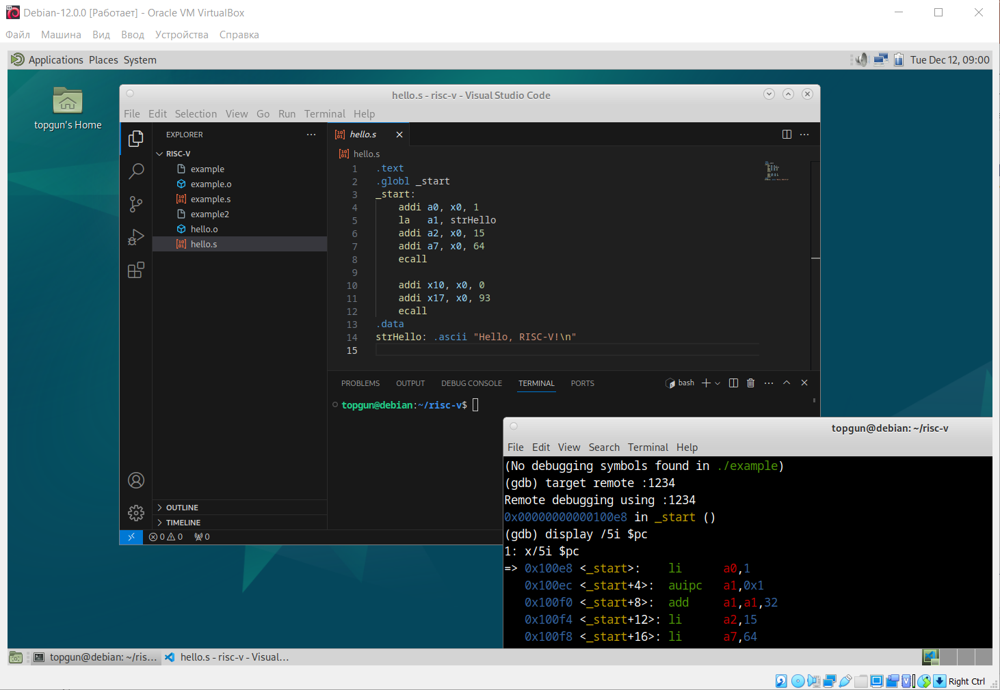 Debian-12.0.0 [Работает] - Oracle VM VirtualBox
Файл Машина Вид Ввод Устройства Справка
Applications Places System
Tue Dec 12, 09:00
topgun's Home
hello.s - risc-v - Visual Studio Code
File Edit Selection View Go Run Terminal Help
EXPLORER
RISC-V
example
example.o
example.s
example2
hello.o
hello.s
OUTLINE
TIMELINE
0 0 0
hello.s
hello.s
1 .text
2 .globl _start
3 _start:
4 addi a0, x0, 1
5 la a1, strHello
6 addi a2, x0, 15
7 addi a7, x0, 64
8 ecall
9
10 addi x10, x0, 0
11 addi x17, x0, 93
12 ecall
13 .data
14 strHello: .ascii "Hello, RISC-V!\n"
15
PROBLEMS OUTPUT DEBUG CONSOLE TERMINAL PORTS
bash
topgun@debian:~/risc-v$
topgun@debian: ~/risc-v
File Edit View Search Terminal Help
(No debugging symbols found in ./example)
(gdb) target remote :1234
Remote debugging using :1234
0x00000000000100e8 in _start ()
(gdb) display /5i $pc
1: x/5i $pc
=> 0x100e8 <_start>: li a0,1
0x100ec <_start+4>: auipc a1,0x1
0x100f0 <_start+8>: add a1,a1,32
0x100f4 <_start+12>: li a2,15
0x100f8 <_start+16>: li a7,64
topgun@debian: ~/ris...
hello.s - risc-v - Visual...
Right Ctrl